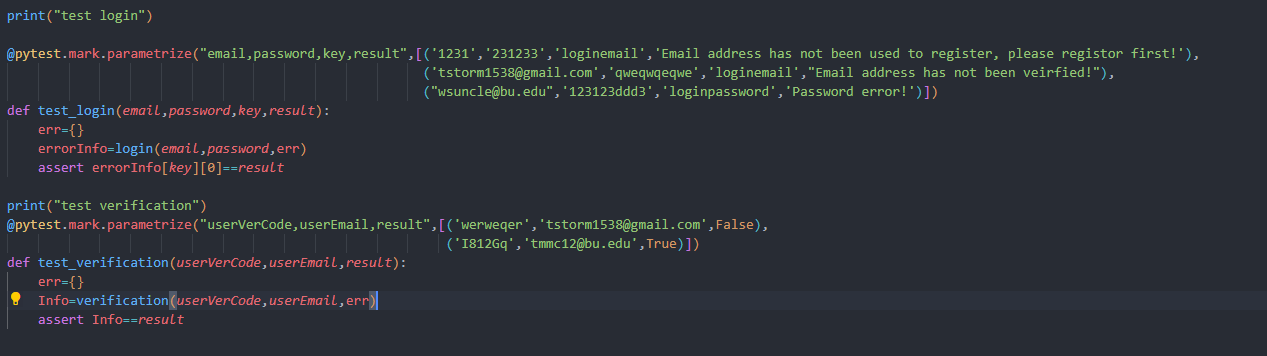 print("test login")
@pytest.mark.parametrize("email,password,key,result",[('1231','231233','loginemail','Email address has not been used to register, please registor first!'),
('tstorm1538@gmail.com','qweqwqeqwe','loginemail',"Email address has not been veirfied!"),
("wsuncle@bu.edu",'123123ddd3','loginpassword','Password error!')])
def test_login(email,password,key,result):
err={}
errorInfo=login(email,password,err)
assert errorInfo[key][0]==result
print("test verification")
@pytest.mark.parametrize("userVerCode,userEmail,result",[('werweqer','tstorm1538@gmail.com',False),
('I812Gq','tmmc12@bu.edu',True)])
def test_verification(userVerCode,userEmail,result):
err={}
Info=verification(userVerCode,userEmail,err)
assert Info==result